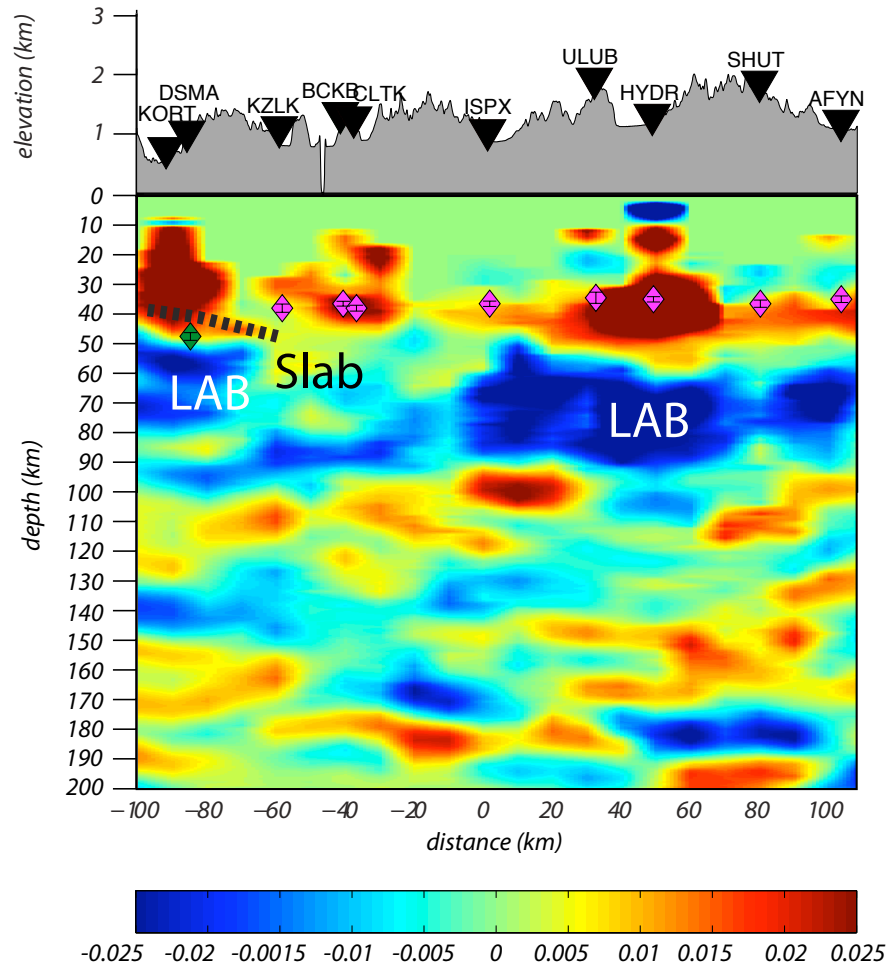 3
2
1
0
elevation (km)
KORT
DSMA
KZLK
BCKB
CLTK
ISPX
ULUB
HYDR
SHUT
AFYN
10
20
30
40
50
60
70
80
90
100
110
120
130
140
150
160
170
180
190
200
depth (km)
LAB
Slab
LAB
−100 −80 −60 −40 −20 0 20 40 60 80 100
distance (km)
-0.025 -0.02 -0.0015 -0.01 -0.005 0 0.005 0.01 0.015 0.02 0.025